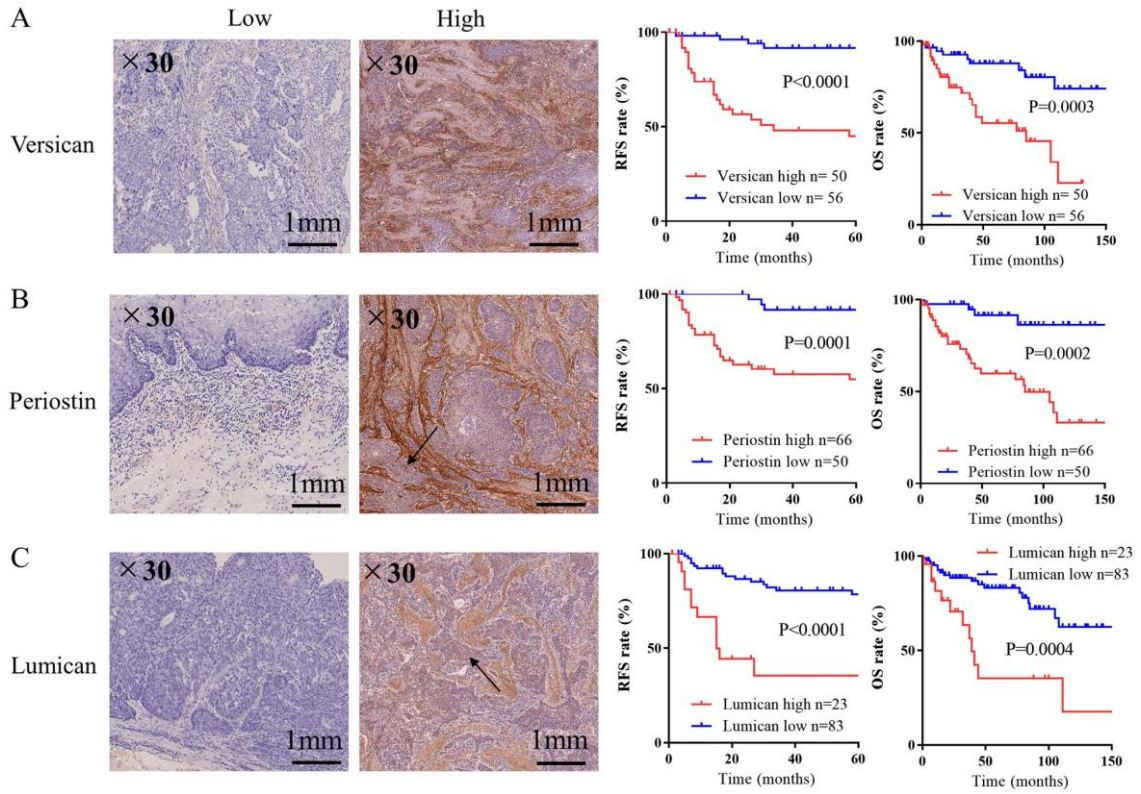 Low
High
A
Versican
× 30
1mm
× 30
1mm
RFS rate (%)
100
50
0
P<0.0001
Versican high n= 50
Versican low n= 56
0 20 40 60
Time (months)
OS rate (%)
100
50
0
P=0.0003
Versican high n= 50
Versican low n= 56
0 50 100 150
Time (months)
B
Periostin
× 30
1mm
× 30
1mm
RFS rate (%)
100
50
0
P=0.0001
Periostin high n=66
Periostin low n=50
0 20 40 60
Time (months)
OS rate (%)
100
50
0
P=0.0002
Periostin high n=66
Periostin low n=50
0 50 100 150
Time (months)
C
Lumican
× 30
1mm
× 30
1mm
RFS rate (%)
100
50
0
P<0.0001
Lumican high n=23
Lumican low n=83
0 20 40 60
Time (months)
OS rate (%)
100
50
0
Lumican high n=23
Lumican low n=83
P=0.0004
0 50 100 150
Time (months)